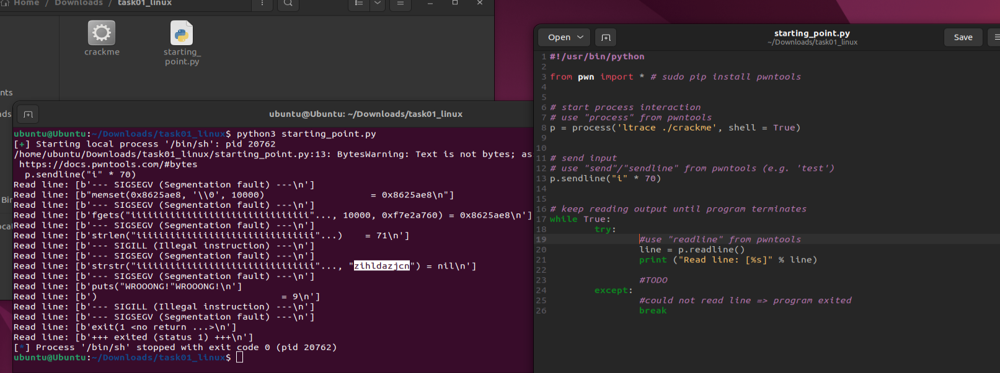 Home / Downloads / task01_linux
crackme
starting_
point.py
nts
ads
Bin
ocat
ubuntu@Ubuntu: ~/Downloads/task01_linux
ubuntu@Ubuntu:~/Downloads/task01_linux$ python3 starting_point.py
[+] Starting local process '/bin/sh': pid 20762
/home/ubuntu/Downloads/task01_linux/starting_point.py:13: BytesWarning: Text is not bytes; as
https://docs.pwntools.com/#bytes
p.sendline("i" * 70)
Read line: [b'--- SIGSEGV (Segmentation fault) ---\n']
Read line: [b"memset(0x8625ae8, '\\0', 10000) = 0x8625ae8\n"]
Read line: [b'--- SIGSEGV (Segmentation fault) ---\n']
Read line: [b'fgets("iiiiiiiiiiiiiiiiiiiiiiiiiiiiiiii"..., 10000, 0xf7e2a760) = 0x8625ae8\n']
Read line: [b'--- SIGSEGV (Segmentation fault) ---\n']
Read line: [b'strlen("iiiiiiiiiiiiiiiiiiiiiiiiiiiiiiii"...) = 71\n']
Read line: [b'--- SIGILL (Illegal instruction) ---\n']
Read line: [b'--- SIGSEGV (Segmentation fault) ---\n']
Read line: [b'strstr("iiiiiiiiiiiiiiiiiiiiiiiiiiiiiiii"..., "zihldazjcn") = nil\n']
Read line: [b'--- SIGSEGV (Segmentation fault) ---\n']
Read line: [b'puts("WROOONG!"WROOONG!\n']
Read line: [b') = 9\n']
Read line: [b'--- SIGILL (Illegal instruction) ---\n']
Read line: [b'--- SIGSEGV (Segmentation fault) ---\n']
Read line: [b'exit(1 <no return ...>\n']
Read line: [b'+++ exited (status 1) +++\n']
[*] Process '/bin/sh' stopped with exit code 0 (pid 20762)
ubuntu@Ubuntu:~/Downloads/task01_linux$
Open
starting_point.py
~/Downloads/task01_linux
Save
1 #!/usr/bin/python
2
3 from pwn import * # sudo pip install pwntools
4
5
6 # start process interaction
7 # use "process" from pwntools
8 p = process('ltrace ./crackme', shell = True)
9
10
11 # send input
12 # use "send"/"sendline" from pwntools (e.g. 'test')
13 p.sendline("i" * 70)
14
15
16 # keep reading output until program terminates
17 while True:
18 try:
19 #use "readline" from pwntools
20 line = p.readline()
21 print ("Read line: [%s]" % line)
22
23 #TODO
24 except:
25 #could not read line => program exited
26 break